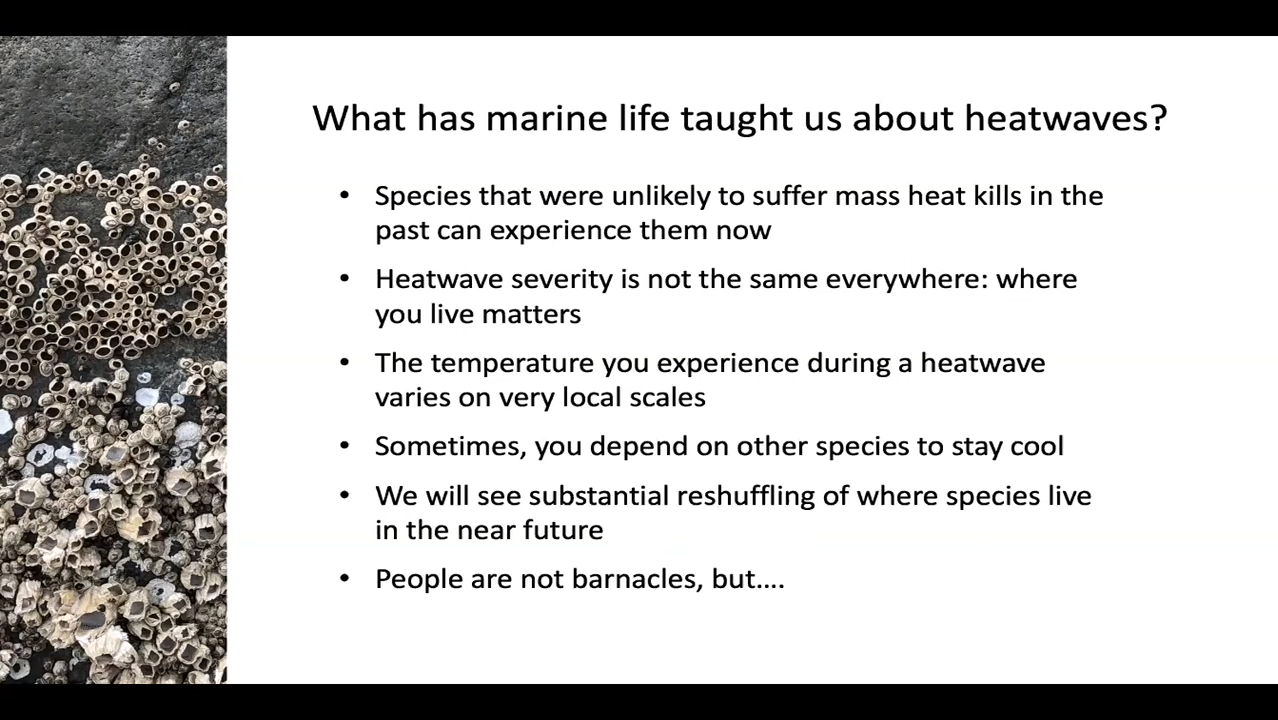 What has marine life taught us about heatwaves?
• Species that were unlikely to suffer mass heat kills in the
past can experience them now
• Heatwave severity is not the same everywhere: where
you live matters
• The temperature you experience during a heatwave
varies on very local scales
• Sometimes, you depend on other species to stay cool
• We will see substantial reshuffling of where species live
in the near future
• People are not barnacles, but....